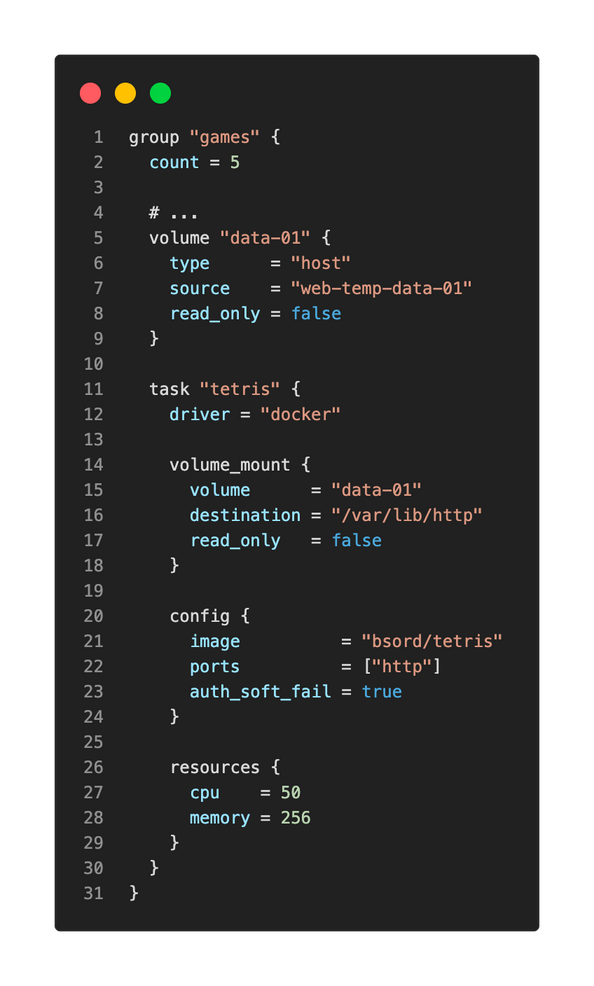 1 group "games" {
2   count = 5
3
4   # ...
5   volume "data-01" {
6     type      = "host"
7     source    = "web-temp-data-01"
8     read_only = false
9   }
10
11   task "tetris" {
12     driver = "docker"
13
14     volume_mount {
15       volume      = "data-01"
16       destination = "/var/lib/http"
17       read_only   = false
18     }
19
20     config {
21       image          = "bsord/tetris"
22       ports          = ["http"]
23       auth_soft_fail = true
24     }
25
26     resources {
27       cpu    = 50
28       memory = 256
29     }
30   }
31 }